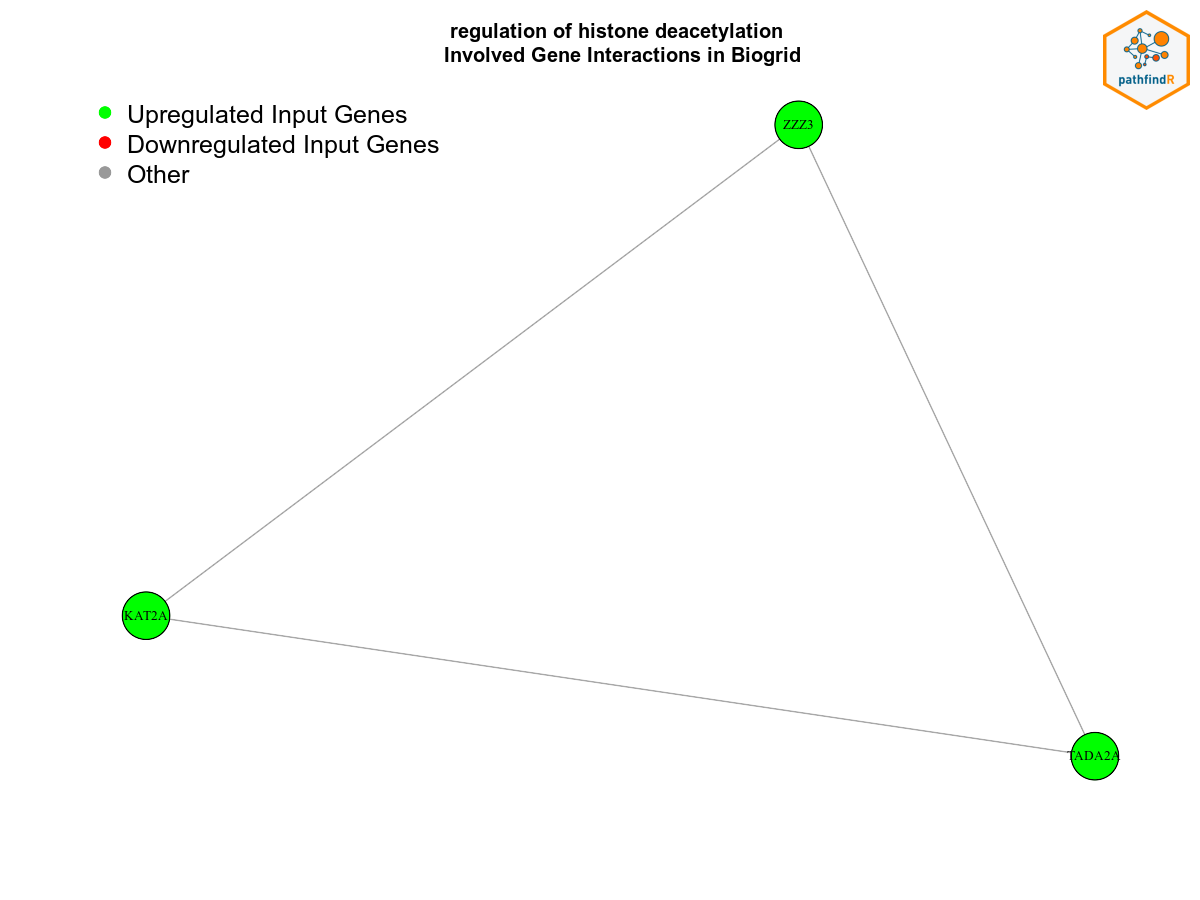 regulation of histone deacetylation
Involved Gene Interactions in Biogrid
pathfindR
Upregulated Input Genes
Downregulated Input Genes
Other
ZZZ3
KAT2A
TADA2A